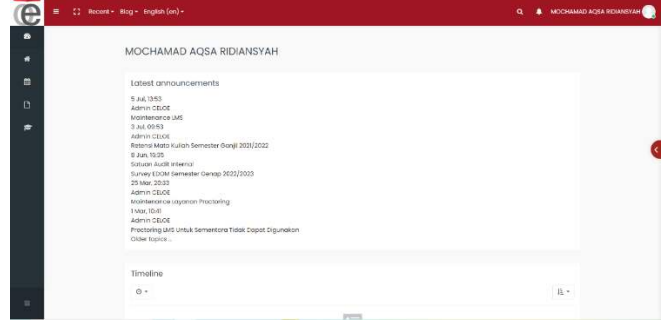 Recent
Blog
English (en)
MOCHAMAD AQSA RIDIANSYAH
MOCHAMAD AQSA RIDIANSYAH
Latest announcements
5 Jul, 13:53
Admin CELOE
Maintenance LMS
3 Jul, 09:53
Admin CELOE
Retensi Mata Kuliah Semester Ganjil 2021/2022
8 Jun, 15:35
Satuan Audit Internal
Survey EDOM Semester Genap 2022/2023
25 Mar, 20:33
Admin CELOE
Maintenance Layanan Proctoring
1 Mar, 10:41
Admin CELOE
Proctoring LMS Untuk Sementara Tidak Dapat Digunakan
Older topics ...
Timeline